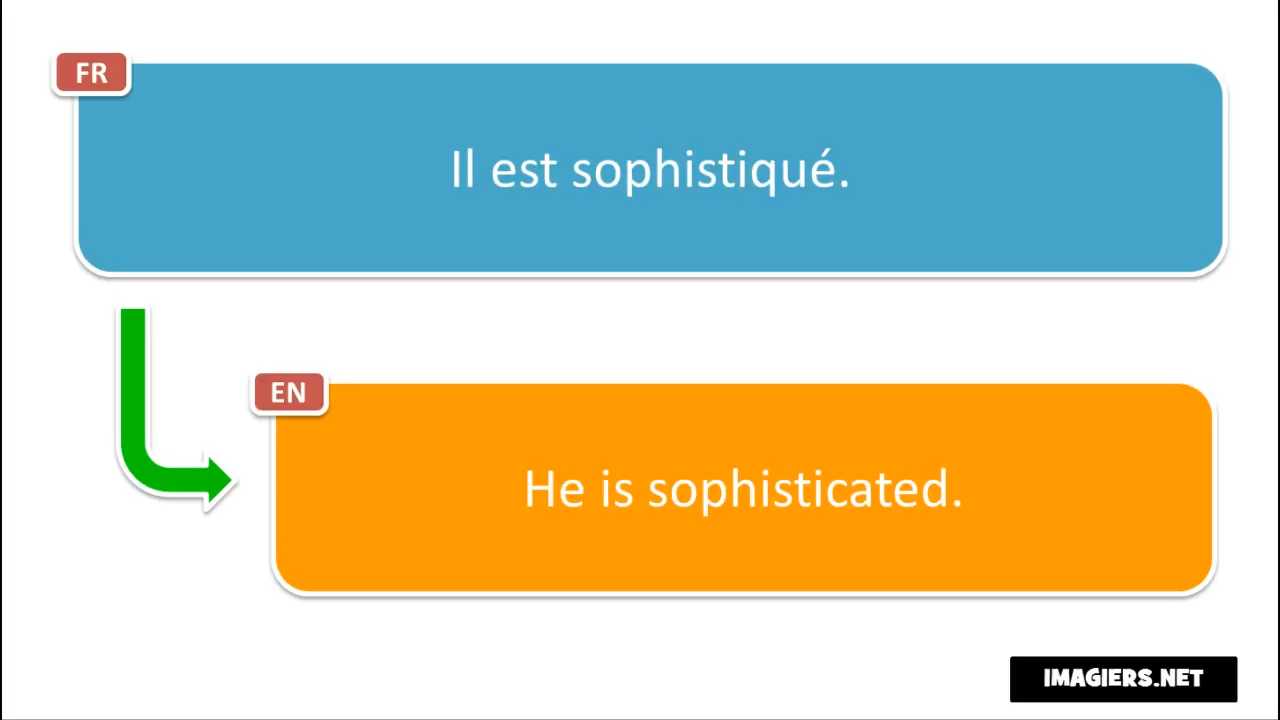 FR
Il est sophistiqué.
EN
He is sophisticated.
IMAGIERS.NET